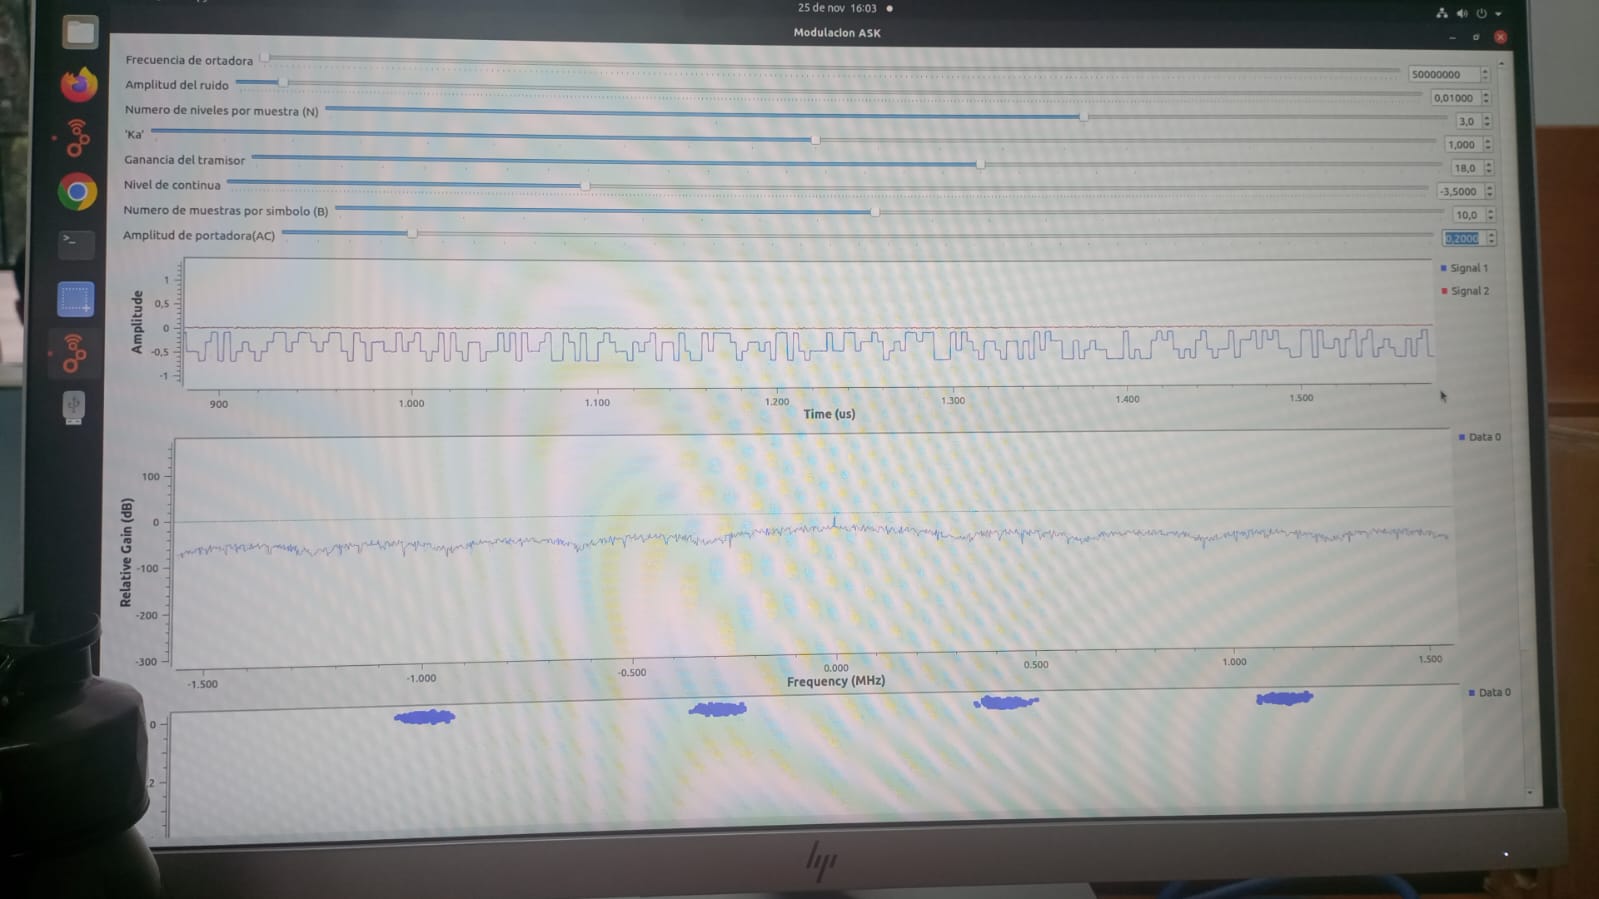 25 de nov 16:03
Modulacion ASK
Frecuencia de ortadora 50000000
Amplitud del ruido 0,01000
Numero de niveles por muestra (N) 3,0
'Ka' 1,000
Ganancia del tramisor 18,0
Nivel de continua -3,5000
Numero de muestras por simbolo (B) 10,0
Amplitud de portadora(AC) 0,2000
Signal 1
Signal 2
Amplitude
1
0,5
0
-0,5
-1
900 1.000 1.100 1.200 1.300 1.400 1.500
Time (us)
Data 0
Relative Gain (dB)
100
0
-100
-200
-300
-1.500 -1.000 -0.500 0.000 0.500 1.000 1.500
Frequency (MHz)
Data 0
0
hp